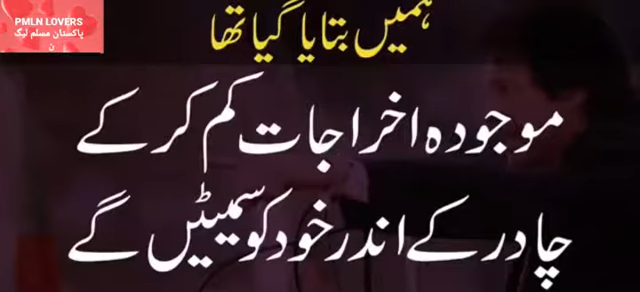 PMLN LOVERS
پاکستان مسلم لیگ
ن
ہمیں بتایا گیا تھا
موجودہ اخراجات کم کر کے
چادر کے اندر خود کو سمیٹیں گے